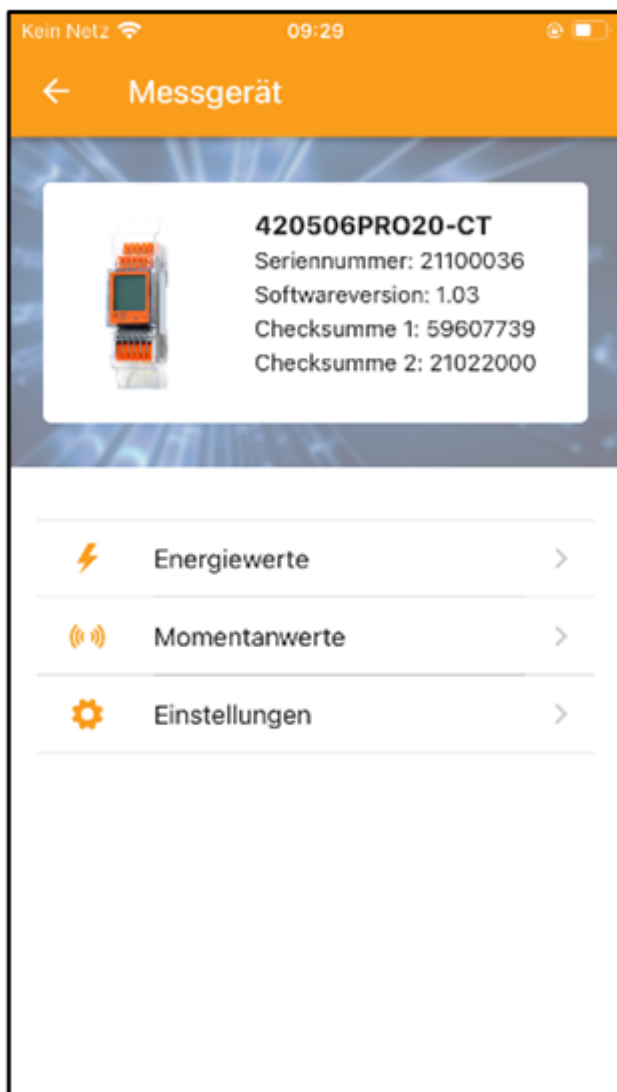 Kein Netz
09:29
Messgerät
420506PRO20-CT
Seriennummer: 21100036
Softwareversion: 1.03
Checksumme 1: 59607739
Checksumme 2: 21022000
Energiewerte
Momentanwerte
Einstellungen